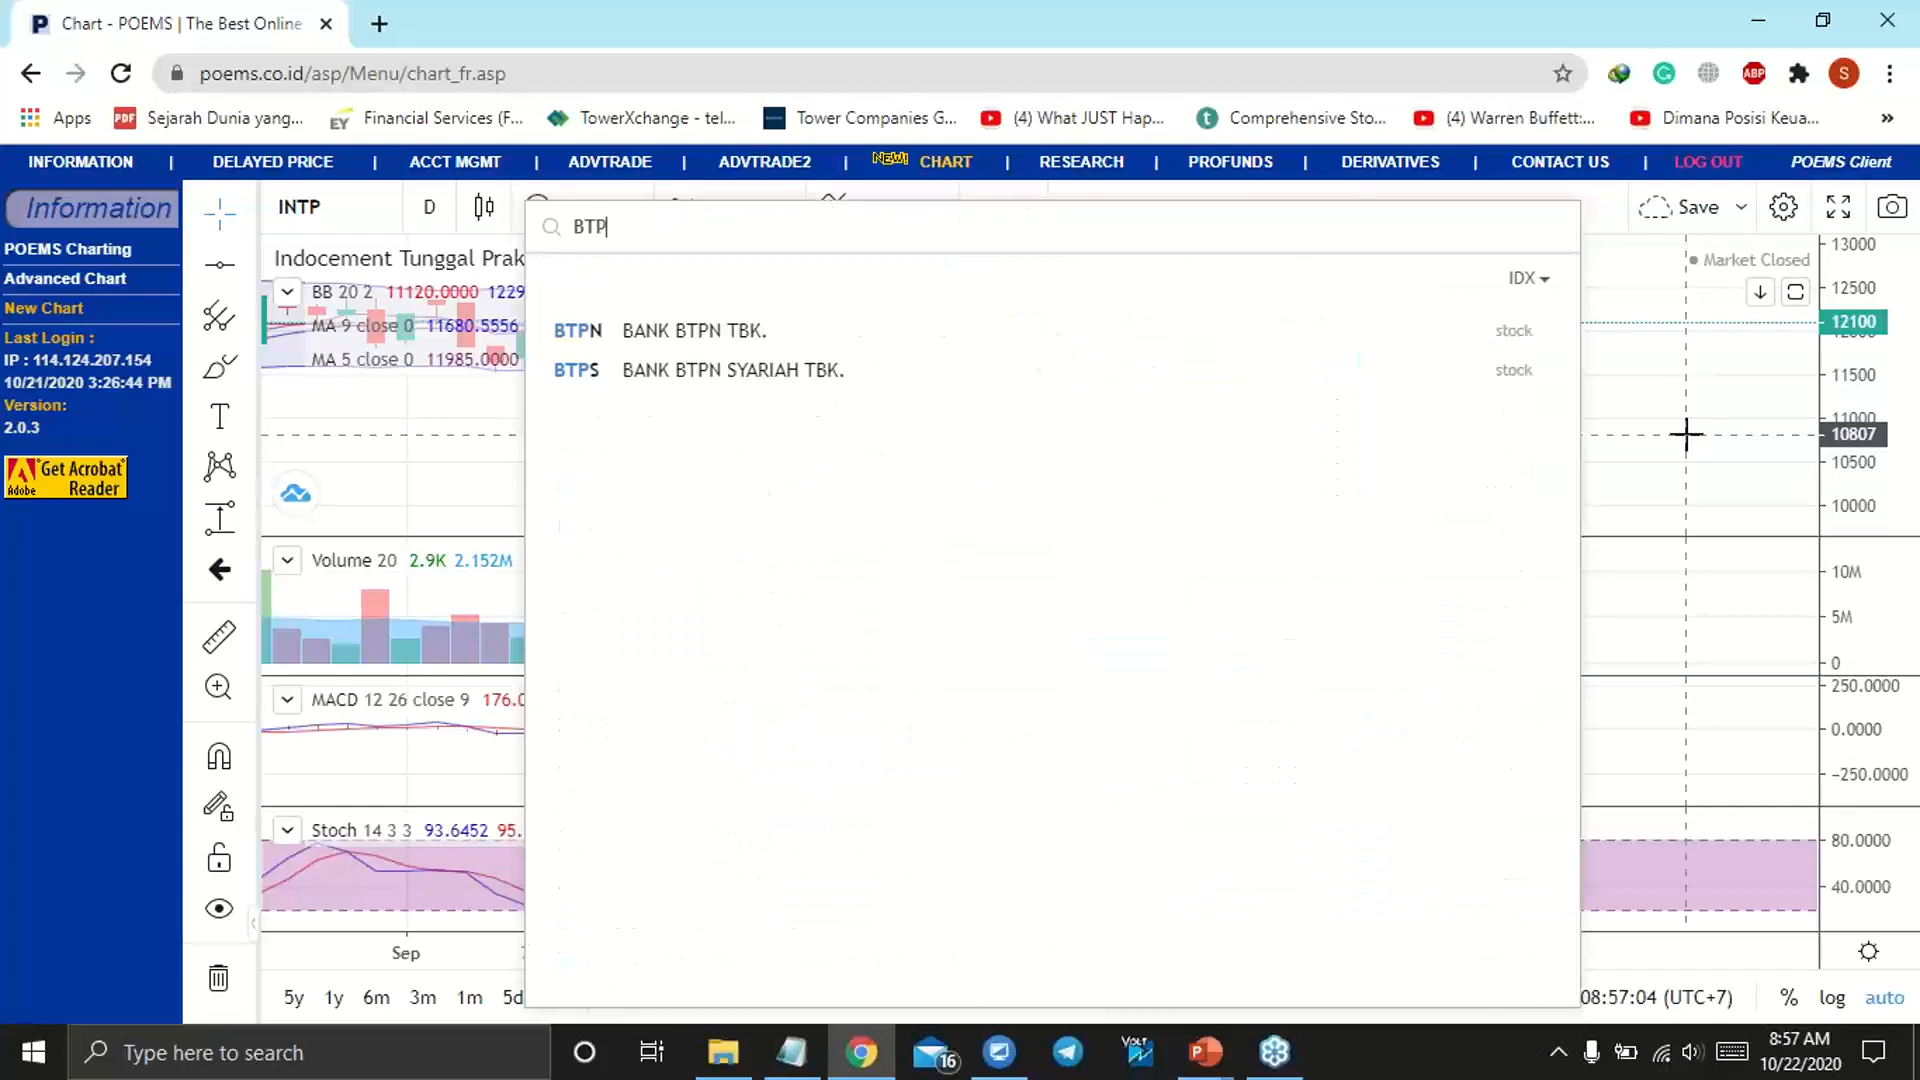 Chart - POEMS | The Best Online
poems.co.id/asp/Menu/chart_fr.asp
ABP
S
Apps
PDF
Sejarah Dunia yang...
EY
Financial Services (F...
TowerXchange - tel...
Tower Companies G...
(4) What JUST Hap...
Comprehensive Sto...
(4) Warren Buffett:...
Dimana Posisi Keua...
»
INFORMATION | DELAYED PRICE | ACCT MGMT | ADVTRADE | ADVTRADE2 | NEW! CHART | RESEARCH | PROFUNDS | DERIVATIVES | CONTACT US | LOG OUT POEMS Client
Information
POEMS Charting
Advanced Chart
New Chart
Last Login :
IP : 114.124.207.154
10/21/2020 3:26:44 PM
Version:
2.0.3
Get Acrobat
Reader
Adobe
INTP
D
Save
Indocement Tunggal Prak
BB 20 2 11120.0000 1229
MA 9 close 0 11680.5556
MA 5 close 0 11985.0000
Volume 20 2.9K 2.152M
MACD 12 26 close 9 176.0
Stoch 14 3 3 93.6452 95.
BTP
IDX
BTPN BANK BTPN TBK. stock
BTPS BANK BTPN SYARIAH TBK. stock
Market Closed
13000
12500
12100
11500
11000
10807
10500
10000
10M
5M
0
250.0000
0.0000
−250.0000
80.0000
40.0000
Sep
5y 1y 6m 3m 1m 5d
08:57:04 (UTC+7) % log auto
Type here to search
16
VOLT
8:57 AM
10/22/2020